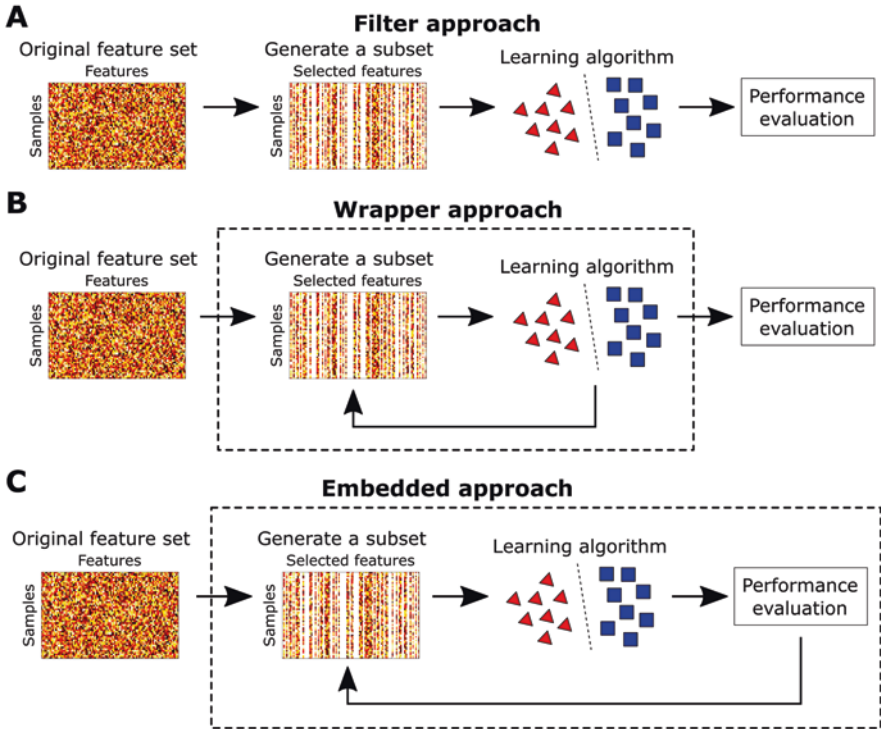 A
Filter approach
Original feature set
Features
Samples
Generate a subset
Selected features
Samples
Learning algorithm
Performance
evaluation
B
Wrapper approach
Original feature set
Features
Samples
Generate a subset
Selected features
Samples
Learning algorithm
Performance
evaluation
C
Embedded approach
Original feature set
Features
Samples
Generate a subset
Selected features
Samples
Learning algorithm
Performance
evaluation